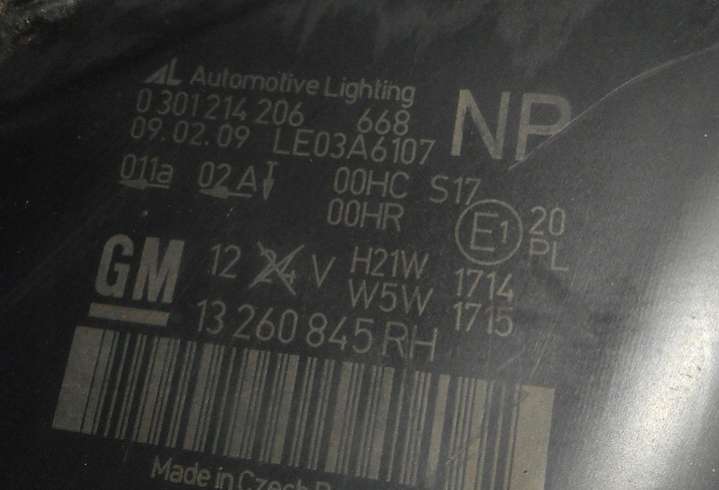 AL Automotive Lighting
0 301 214 206 668 NP
09.02.09 LE03A6107
011a 02A 00HC S17
00HR E1 20
PL
GM 12 24 V H21W 1714
W5W 1715
13 260 845 RH
Made in Czech